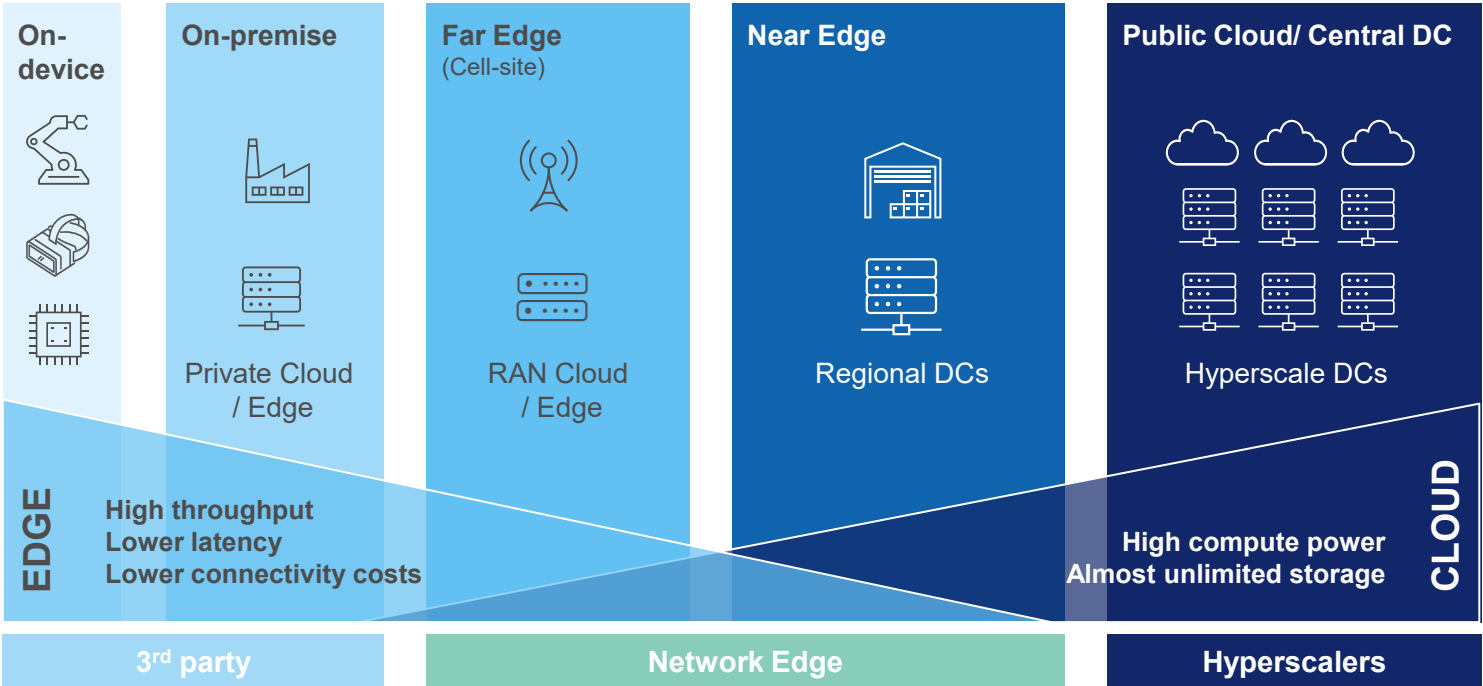 On-
device
On-premise
Far Edge
(Cell-site)
Near Edge
Public Cloud/ Central DC
Private Cloud
/ Edge
RAN Cloud
/ Edge
Regional DCs
Hyperscale DCs
EDGE
High throughput
Lower latency
Lower connectivity costs
High compute power
Almost unlimited storage
CLOUD
3rd party
Network Edge
Hyperscalers